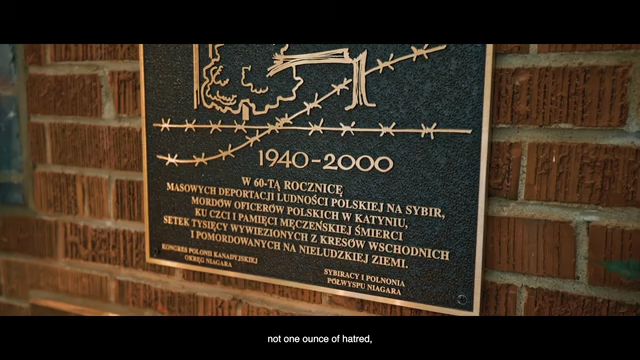 1940-2000
W 60-TĄ ROCZNICĘ
MASOWYCH DEPORTACJI LUDNOŚCI POLSKIEJ NA SYBIR,
MORDÓW OFICERÓW POLSKICH W KATYNIU,
KU CZCI I PAMIĘCI MĘCZEŃSKIEJ ŚMIERCI
SETEK TYSIĘCY WYWIEZIONYCH Z KRESÓW WSCHODNICH
I POMORDOWANYCH NA NIELUDZKIEJ ZIEMI.
KONGRES POLONII KANADYJSKIEJ
OKRĘG NIAGARA
SYBIRACY I POLONIA
PÓŁWYSPU NIAGARA
not one ounce of hatred,